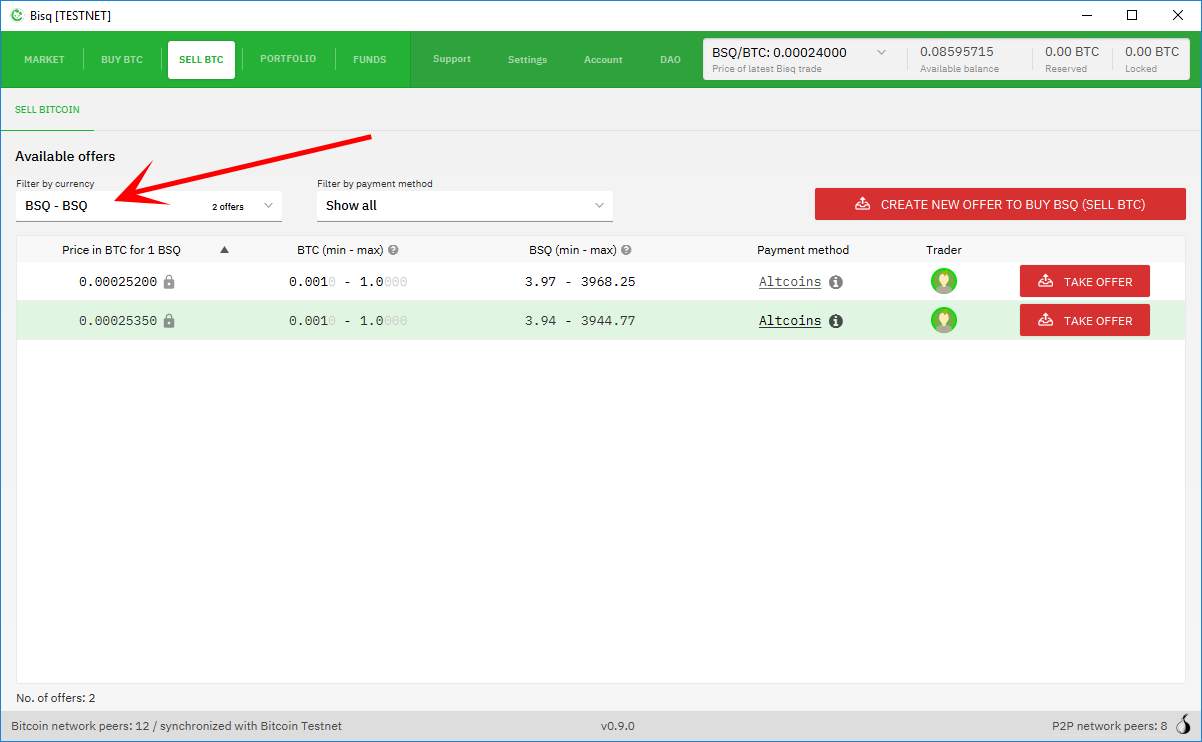 Bisq [TESTNET]
MARKET BUY BTC SELL BTC PORTFOLIO FUNDS Support Settings Account DAO
BSQ/BTC: 0.00024000 0.08595715 0.00 BTC 0.00 BTC
Price of latest Bisq trade Available balance Reserved Locked
SELL BITCOIN
Available offers
Filter by currency Filter by payment method
BSQ - BSQ 2 offers Show all CREATE NEW OFFER TO BUY BSQ (SELL BTC)
Price in BTC for 1 BSQ BTC (min - max) BSQ (min - max) Payment method Trader
0.00025200 0.0010 - 1.0000 3.97 - 3968.25 Altcoins TAKE OFFER
0.00025350 0.0010 - 1.0000 3.94 - 3944.77 Altcoins TAKE OFFER
No. of offers: 2
Bitcoin network peers: 12 / synchronized with Bitcoin Testnet v0.9.0 P2P network peers: 8